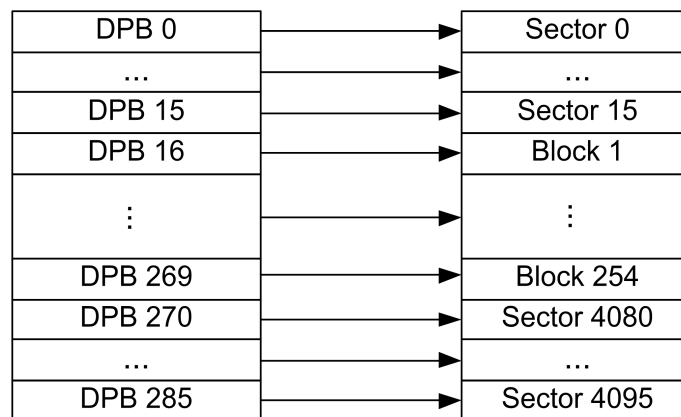 DPB 0 Sector 0
... ...
DPB 15 Sector 15
DPB 16 Block 1
⋮ ⋮
DPB 269 Block 254
DPB 270 Sector 4080
... ...
DPB 285 Sector 4095